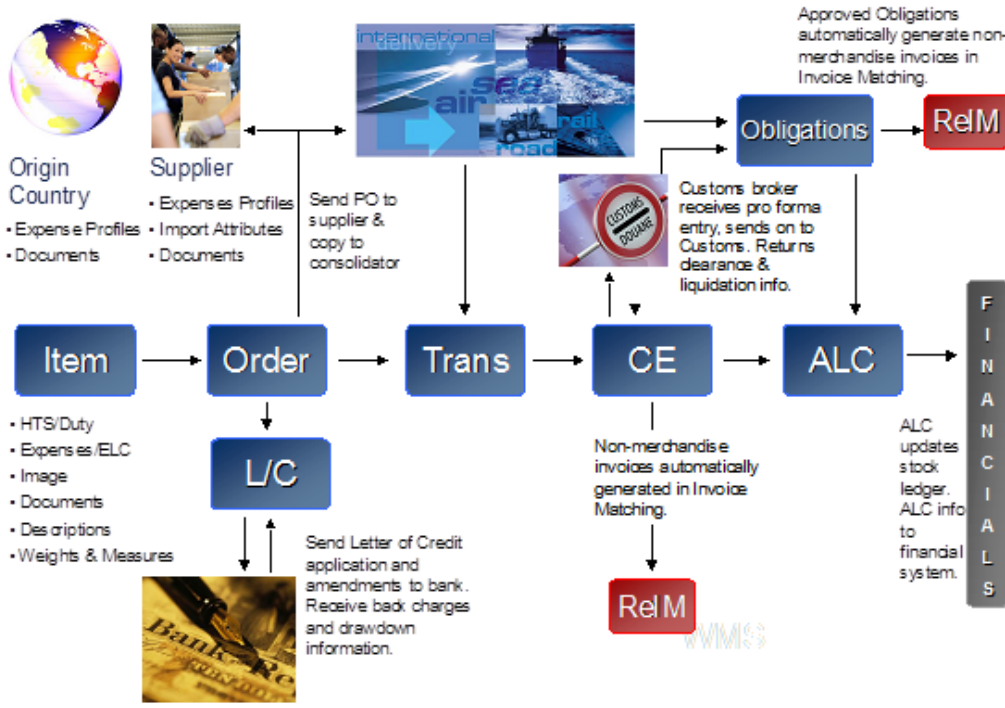 Approved Obligations
automatically generate non-
merchandise invoices in
Invoice Matching.
international
delivery
sea
air
rail
road
Obligations
ReIM
Origin
Country
• Expense Profiles
• Documents
Supplier
• Expenses Profiles
• Import Attributes
• Documents
Send PO to
supplier &
copy to
consolidator
CUSTOMS
DOUANE
Customs broker
receives pro forma
entry, sends on to
Customs. Returns
clearance &
liquidation info.
Item
Order
Trans
CE
ALC
FINANCIALS
• HTS/Duty
• Expenses/ELC
• Image
• Documents
• Descriptions
• Weights & Measures
L/C
Non-merchandise
invoices automatically
generated in Invoice
Matching.
ALC
updates
stock
ledger.
ALC info
to
financial
system.
Send Letter of Credit
application and
amendments to bank.
Receive back charges
and drawdown
information.
ReIM
WMS
Bank